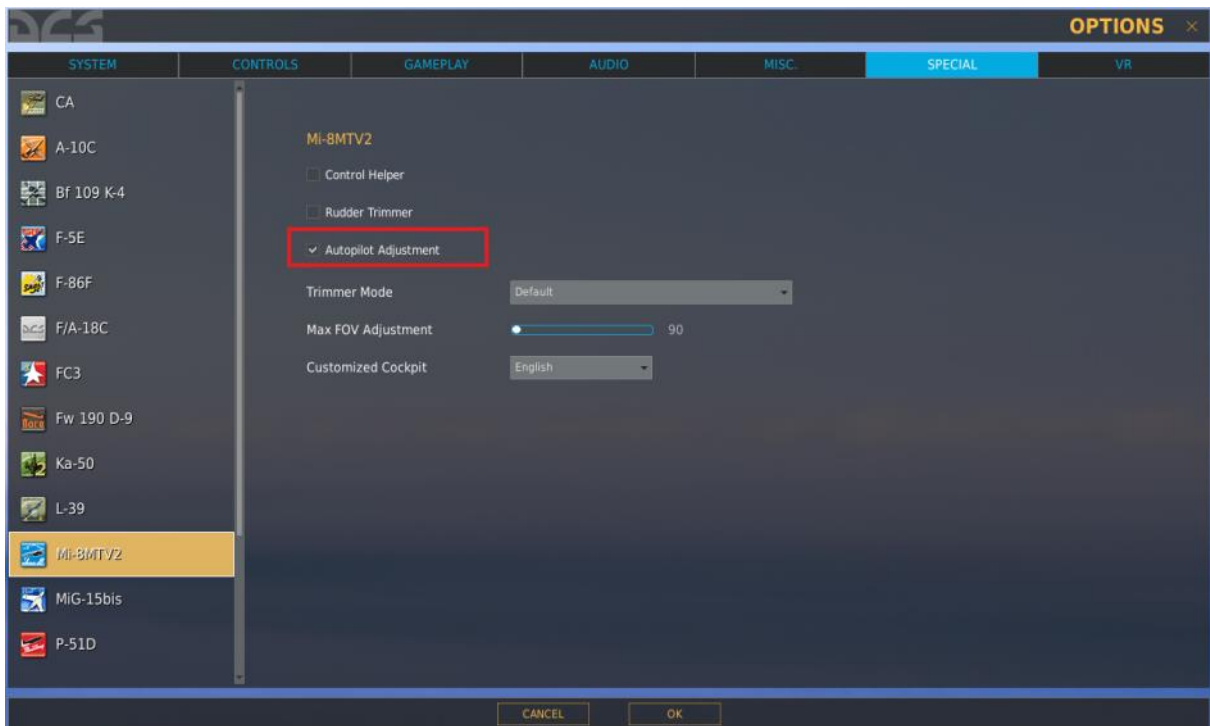 DCS
OPTIONS ×
SYSTEM CONTROLS GAMEPLAY AUDIO MISC. SPECIAL VR
CA
A-10C
Bf 109 K-4
F-5E
F-86F
F/A-18C
FC3
Fw 190 D-9
Ka-50
L-39
Mi-8MTV2
MiG-15bis
P-51D
Mi-8MTV2
Control Helper
Rudder Trimmer
Autopilot Adjustment
Trimmer Mode Default
Max FOV Adjustment 90
Customized Cockpit English
CANCEL OK